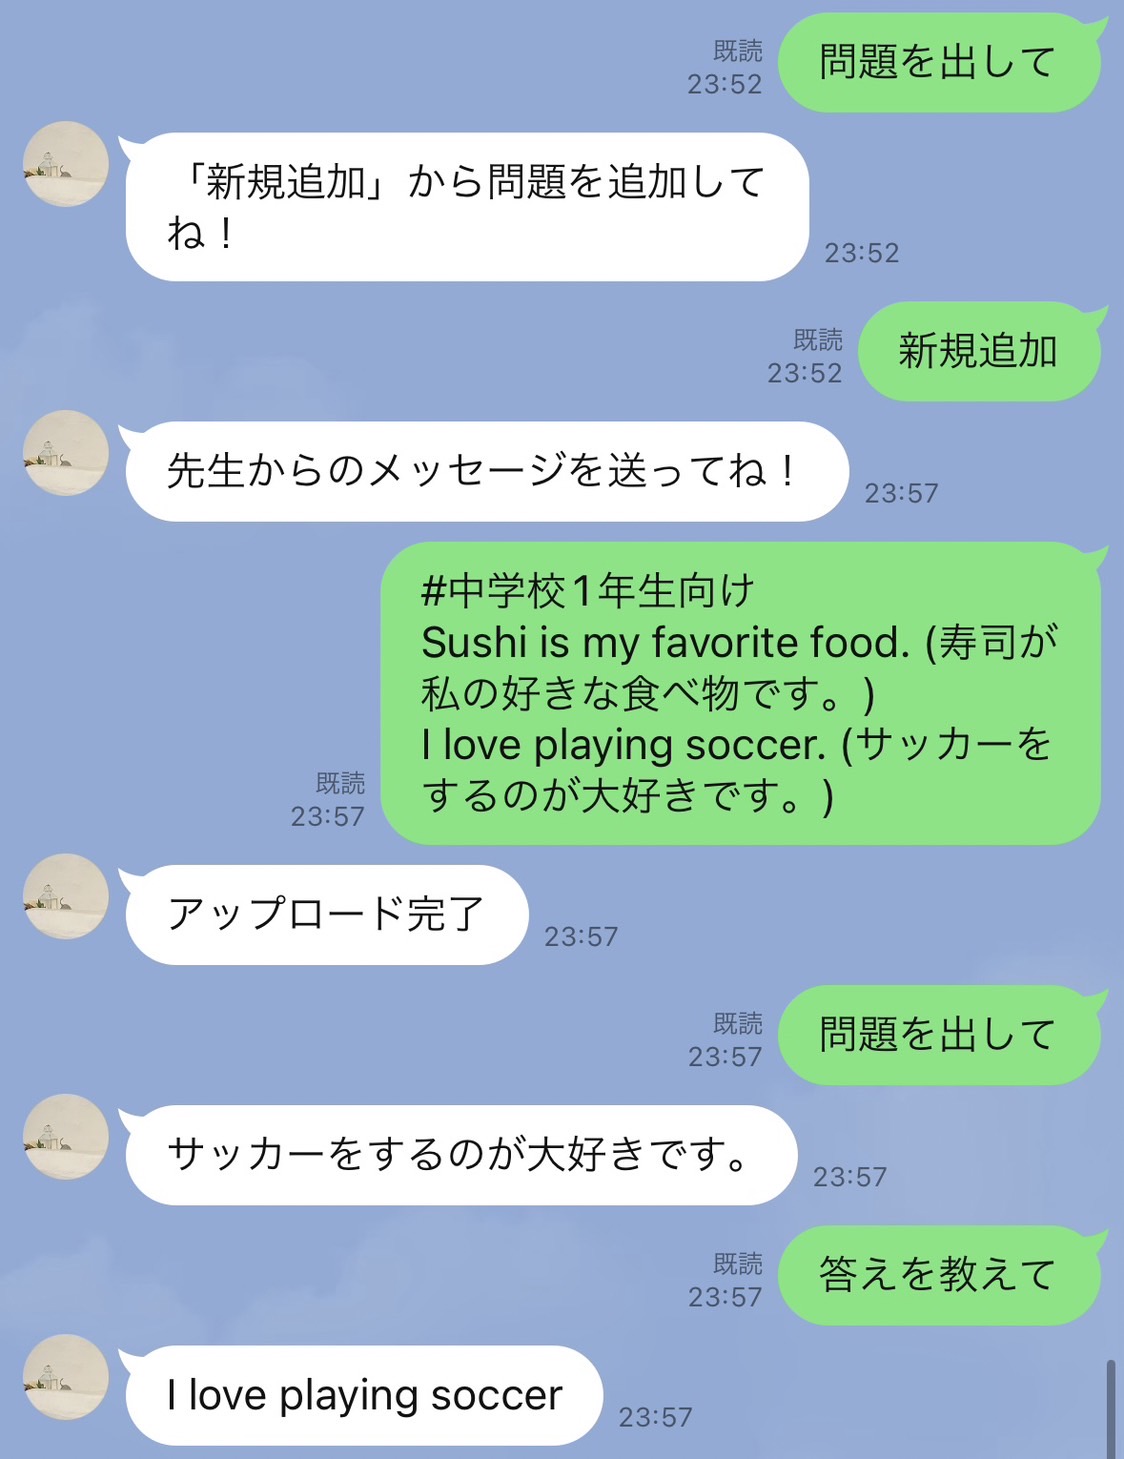 問題を出して
既読
23:52
「新規追加」から問題を追加して
ね！
23:52
新規追加
既読
23:52
先生からのメッセージを送ってね！
23:57
#中学校1年生向け
Sushi is my favorite food. (寿司が
私の好きな食べ物です。)
I love playing soccer. (サッカーを
するのが大好きです。)
既読
23:57
アップロード完了
23:57
問題を出して
既読
23:57
サッカーをするのが大好きです。
23:57
答えを教えて
既読
23:57
I love playing soccer
23:57